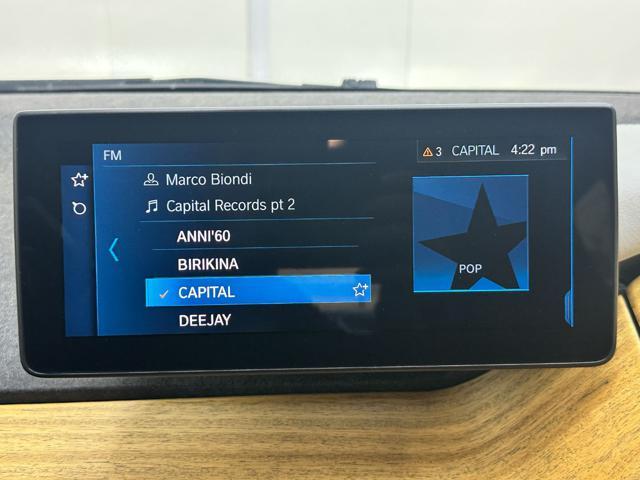 FM
3 CAPITAL 4:22 pm
Marco Biondi
Capital Records pt 2
ANNI'60
BIRIKINA
CAPITAL
DEEJAY
POP